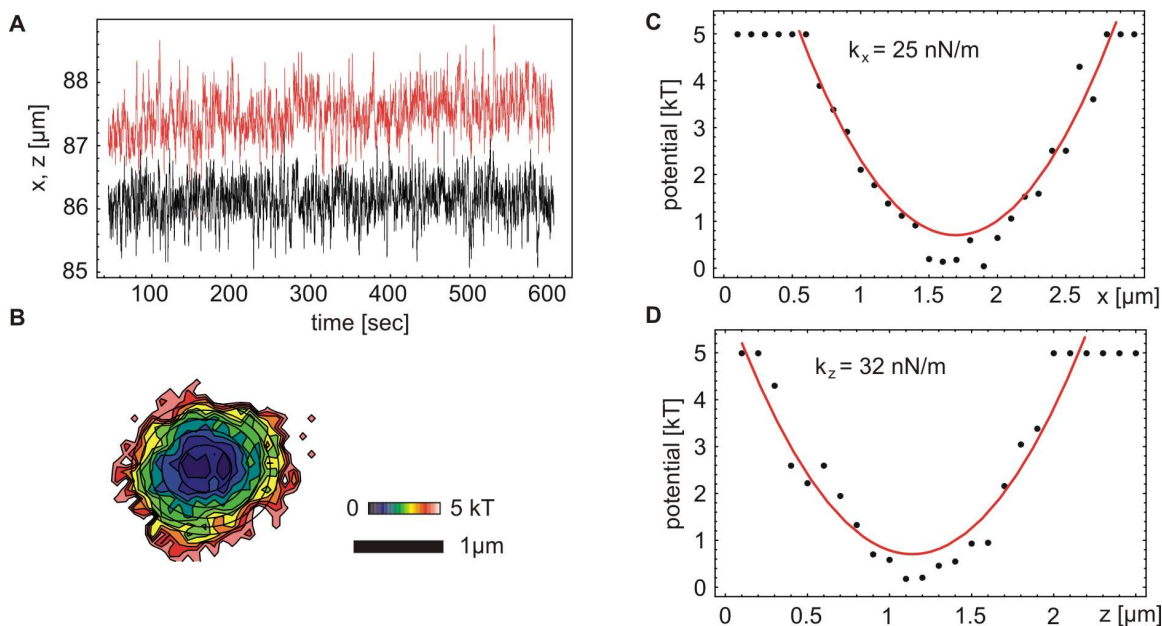 A
x, z [µm]
88
87
86
85
100 200 300 400 500 600
time [sec]
B
0 5 kT
1µm
C
potential [kT]
5
4
3
2
1
0
kx = 25 nN/m
0 0.5 1 1.5 2 2.5 x [µm]
D
potential [kT]
5
4
3
2
1
0
kz = 32 nN/m
0 0.5 1 1.5 2 z [µm]